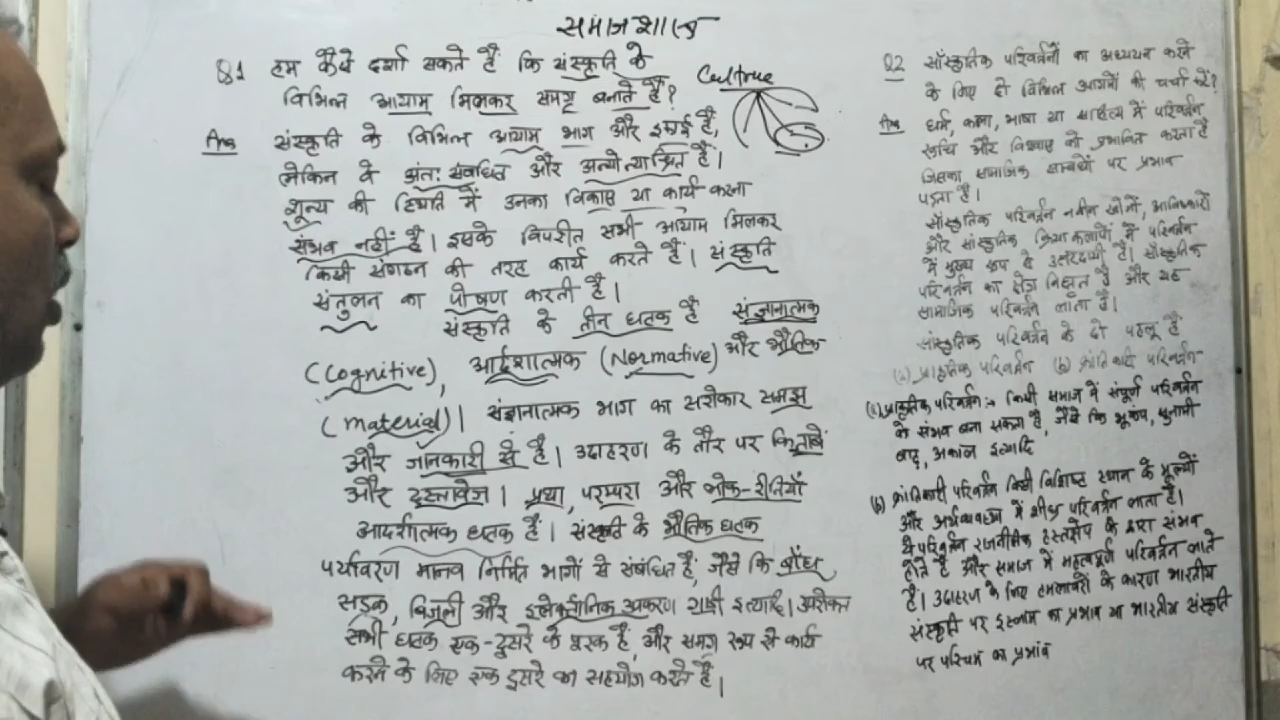 समाजशास्त्र
Q1 हम कैसे दर्शा सकते हैं कि संस्कृति के
विभिन्न आयाम मिलकर समग्र बनाते हैं?
Cultrue
Ans संस्कृति के विभिन्न आयाम भाग और इकाई हैं,
लेकिन वे अंतः संबंधित और अन्योत्याश्रित हैं।
शून्य की स्थिति में उनका विकास या कार्य करना
संभव नहीं है। इसके विपरीत सभी आयाम मिलकर
किसी संगठन की तरह कार्य करते हैं। संस्कृति
संतुलन का पोषण करती है।
संस्कृति के तीन घटक हैं संज्ञानात्मक
(Cognitive), आर्दशात्मक (Normative) और भौतिक
(material)। संज्ञानात्मक भाग का सरोकार समझ
और जानकारी से है। उदाहरण के तौर पर किताबें
और दस्तावेज। प्रथा, परम्परा और लोक-रीतियाँ
आदर्शात्मक घटक हैं। संस्कृति के भौतिक घटक
पर्यावरण मानव निर्मित भागों से संबंधित हैं, जैसे कि बाँध,
सड़क, बिजली और इलेक्ट्रॉनिक उपकरण गाड़ी इत्यादि। उपरोक्त
सभी घटक एक-दूसरे के पूरक हैं, और समग्र रूप से कार्य
करने के लिए एक दूसरे का सहयोग करते हैं।
Q2 साँस्कृतिक परिवर्तनों का अध्ययन करने
के लिए दो विभिन्न उपागमों की चर्चा करें?
Ans धर्म, कला, भाषा या साहित्य में परिवर्तन
रूचि और विश्वास को प्रभावित करता है
जिसका समाजिक सम्बंधों पर प्रभाव
पड़ता है।
साँस्कृतिक परिवर्तन नवीन खोजों, आविष्कारों
और सांस्कृतिक क्रियाकलापों में परिवर्तन
में मुख्य रूप से उत्तरदायी है। साँस्कृतिक
परिवर्तन का क्षेत्र विस्तृत है और यह
सामाजिक परिवर्तन लाता है।
सांस्कृतिक परिवर्तन के दो पहलू हैं
(a) प्राकृतिक परिवर्तन (b) क्रांतिकारी परिवर्तन
(a) प्राकृतिक परिवर्तन :- किसी समाज में संपूर्ण परिवर्तन
के संभव बना सकता है, जैसे कि भूकंप, सुनामी
बाढ़, अकाल इत्यादि
(b) क्रांतिकारी परिवर्तन किसी विशिष्ट स्थान के मूल्यों
और अर्थव्यवस्था में शीघ्र परिवर्तन लाता है।
ये परिवर्तन राजनीतिक हस्तक्षेप के द्वारा संभव
होते हैं और समाज में महत्वपूर्ण परिवर्तन लाते
हैं। उदाहरण के लिए हमलावरों के कारण भारतीय
संस्कृति पर इस्लाम का प्रभाव या भारतीय संस्कृति
पर पश्चिम का प्रभाव